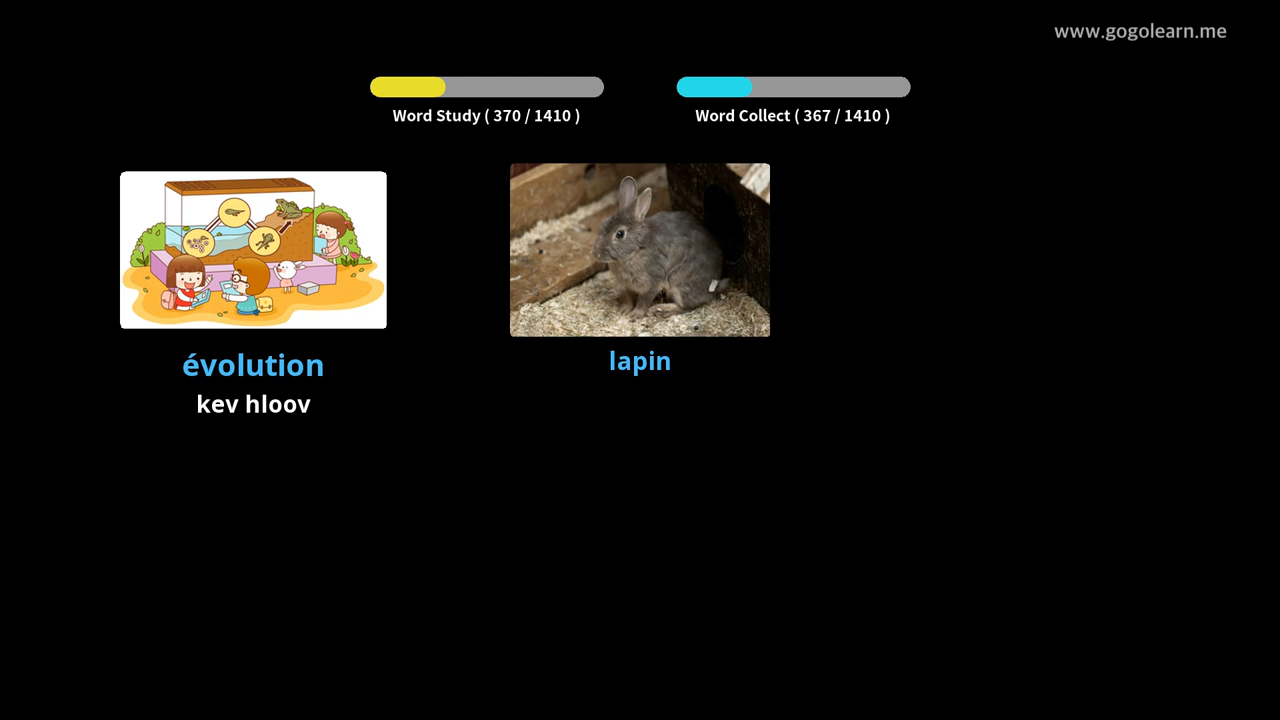 www.gogolearn.me
Word Study ( 370 / 1410 )
Word Collect ( 367 / 1410 )
évolution
kev hloov
lapin